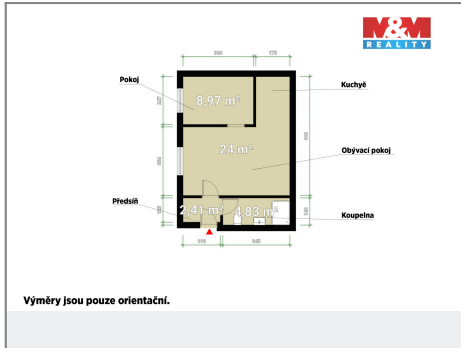 M&M
REALITY
Pokoj
Kuchyě
8,97 m²
24 m²
Obývací pokoj
Předsíň
2,41 m²
4,83 m²
Koupelna
Výměry jsou pouze orientační.